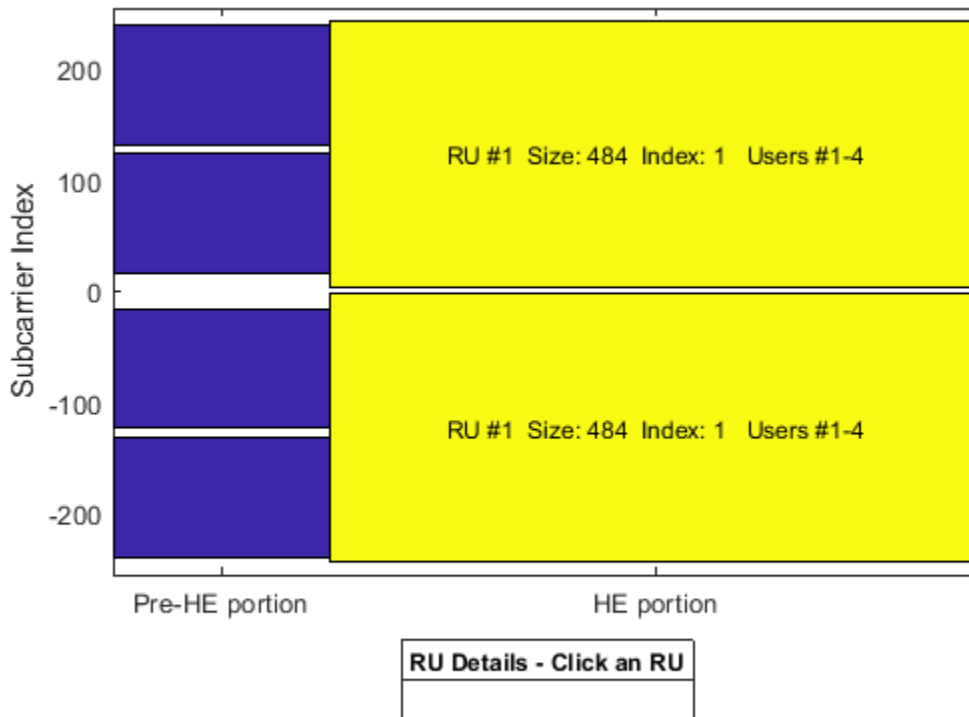 Subcarrier Index
200
100
0
-100
-200
RU #1 Size: 484 Index: 1 Users #1-4
RU #1 Size: 484 Index: 1 Users #1-4
Pre-HE portion
HE portion
RU Details - Click an RU